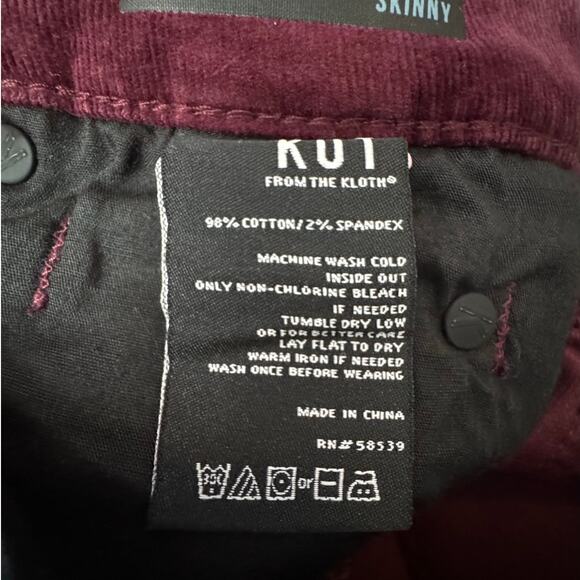 SKINNY
KUT
FROM THE KLOTH®
98% COTTON/2% SPANDEX
MACHINE WASH COLD
INSIDE OUT
ONLY NON-CHLORINE BLEACH
IF NEEDED
TUMBLE DRY LOW
OR FOR BETTER CARE
LAY FLAT TO DRY
WARM IRON IF NEEDED
WASH ONCE BEFORE WEARING
MADE IN CHINA
RN# 58539
30C or